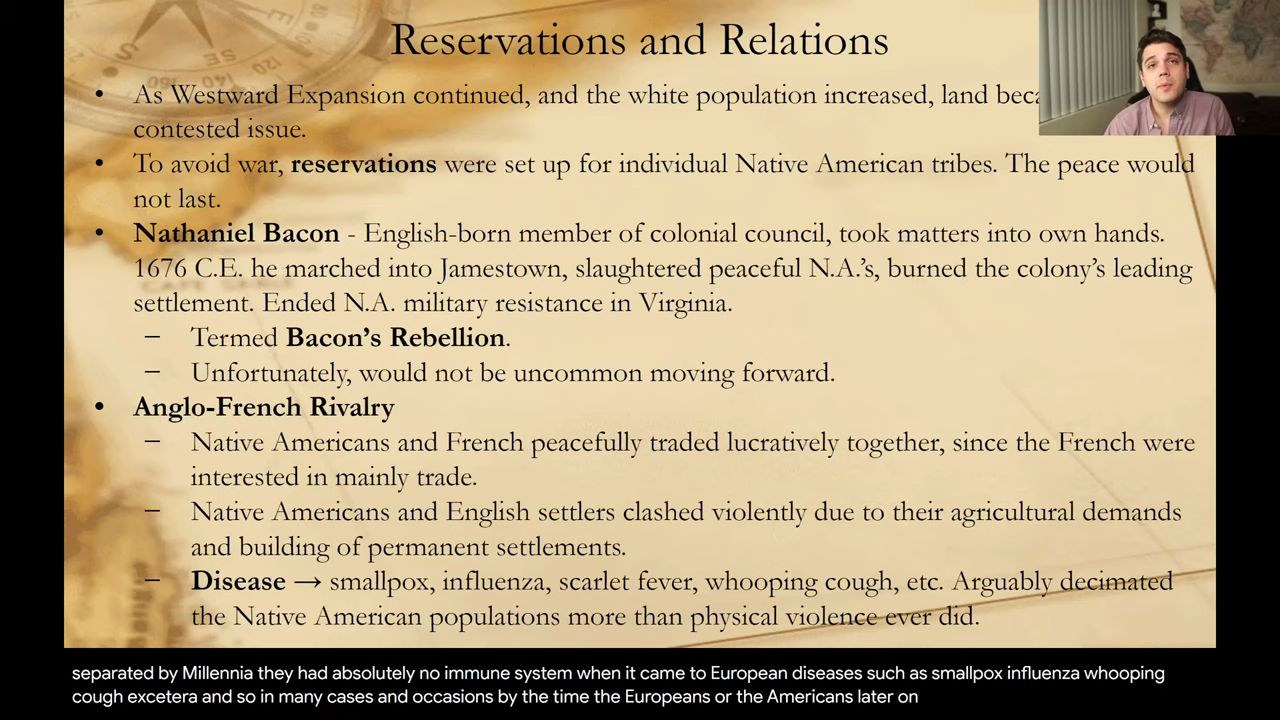 Reservations and Relations
• As Westward Expansion continued, and the white population increased, land
contested issue.
• To avoid war, reservations were set up for individual Native American tribes. The peace would
not last.
• Nathaniel Bacon - English-born member of colonial council, took matters into own hands.
1676 C.E. he marched into Jamestown, slaughtered peaceful N.A.’s, burned the colony’s leading
settlement. Ended N.A. military resistance in Virginia.
– Termed Bacon’s Rebellion.
– Unfortunately, would not be uncommon moving forward.
• Anglo-French Rivalry
– Native Americans and French peacefully traded lucratively together, since the French were
interested in mainly trade.
– Native Americans and English settlers clashed violently due to their agricultural demands
and building of permanent settlements.
– Disease → smallpox, influenza, scarlet fever, whooping cough, etc. Arguably decimated
the Native American populations more than physical violence ever did.
separated by Millennia they had absolutely no immune system when it came to European diseases such as smallpox influenza whooping
cough excetera and so in many cases and occasions by the time the Europeans or the Americans later on